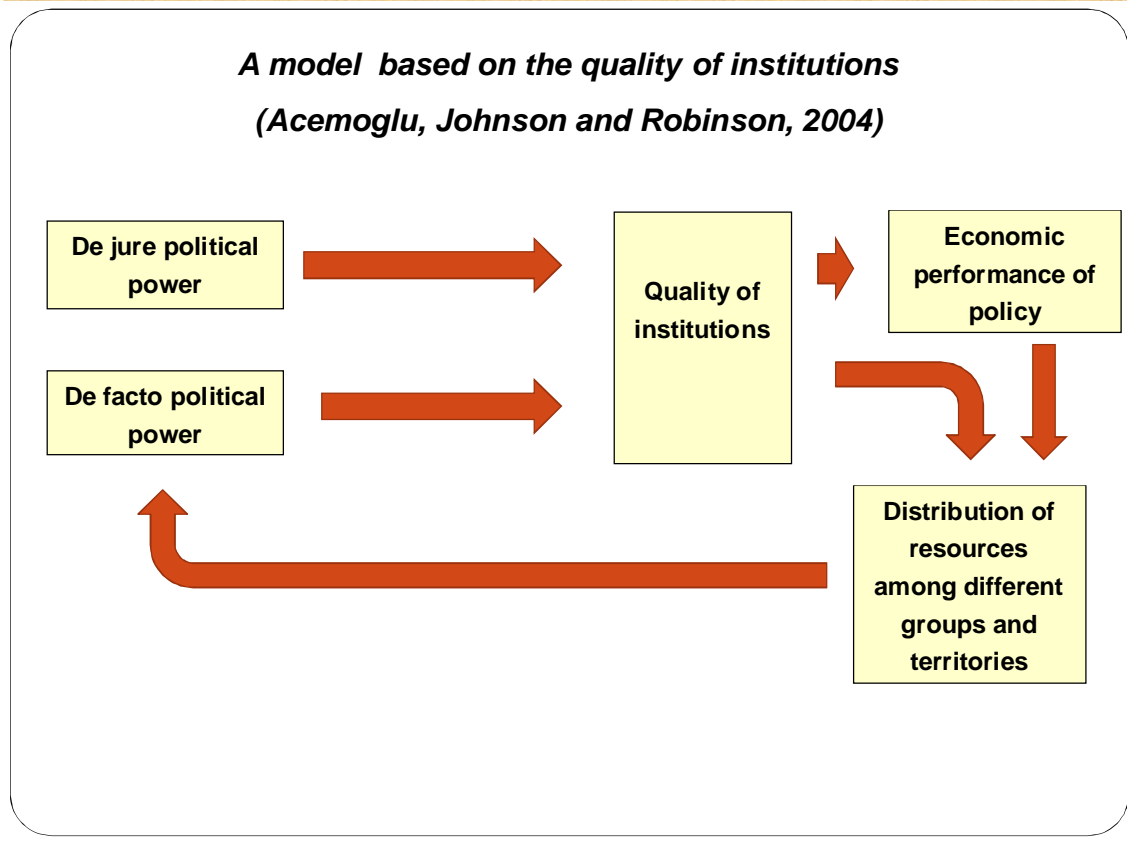 A model based on the quality of institutions
(Acemoglu, Johnson and Robinson, 2004)
De jure political
power
De facto political
power
Quality of
institutions
Economic
performance of
policy
Distribution of
resources
among different
groups and
territories